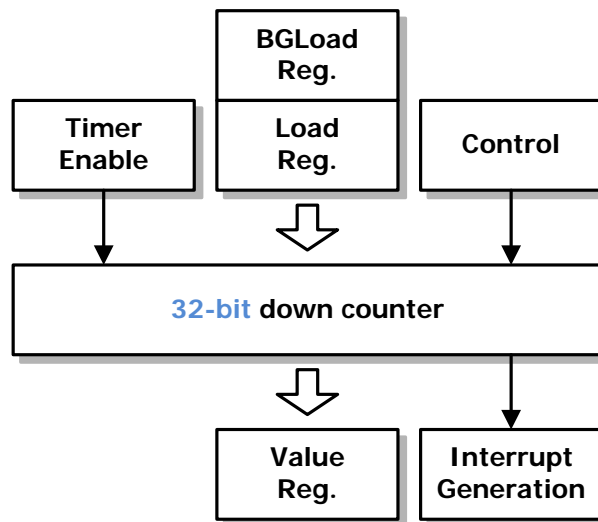 BGLoad
Reg.
Timer
Enable
Load
Reg.
Control
32-bit down counter
Value
Reg.
Interrupt
Generation